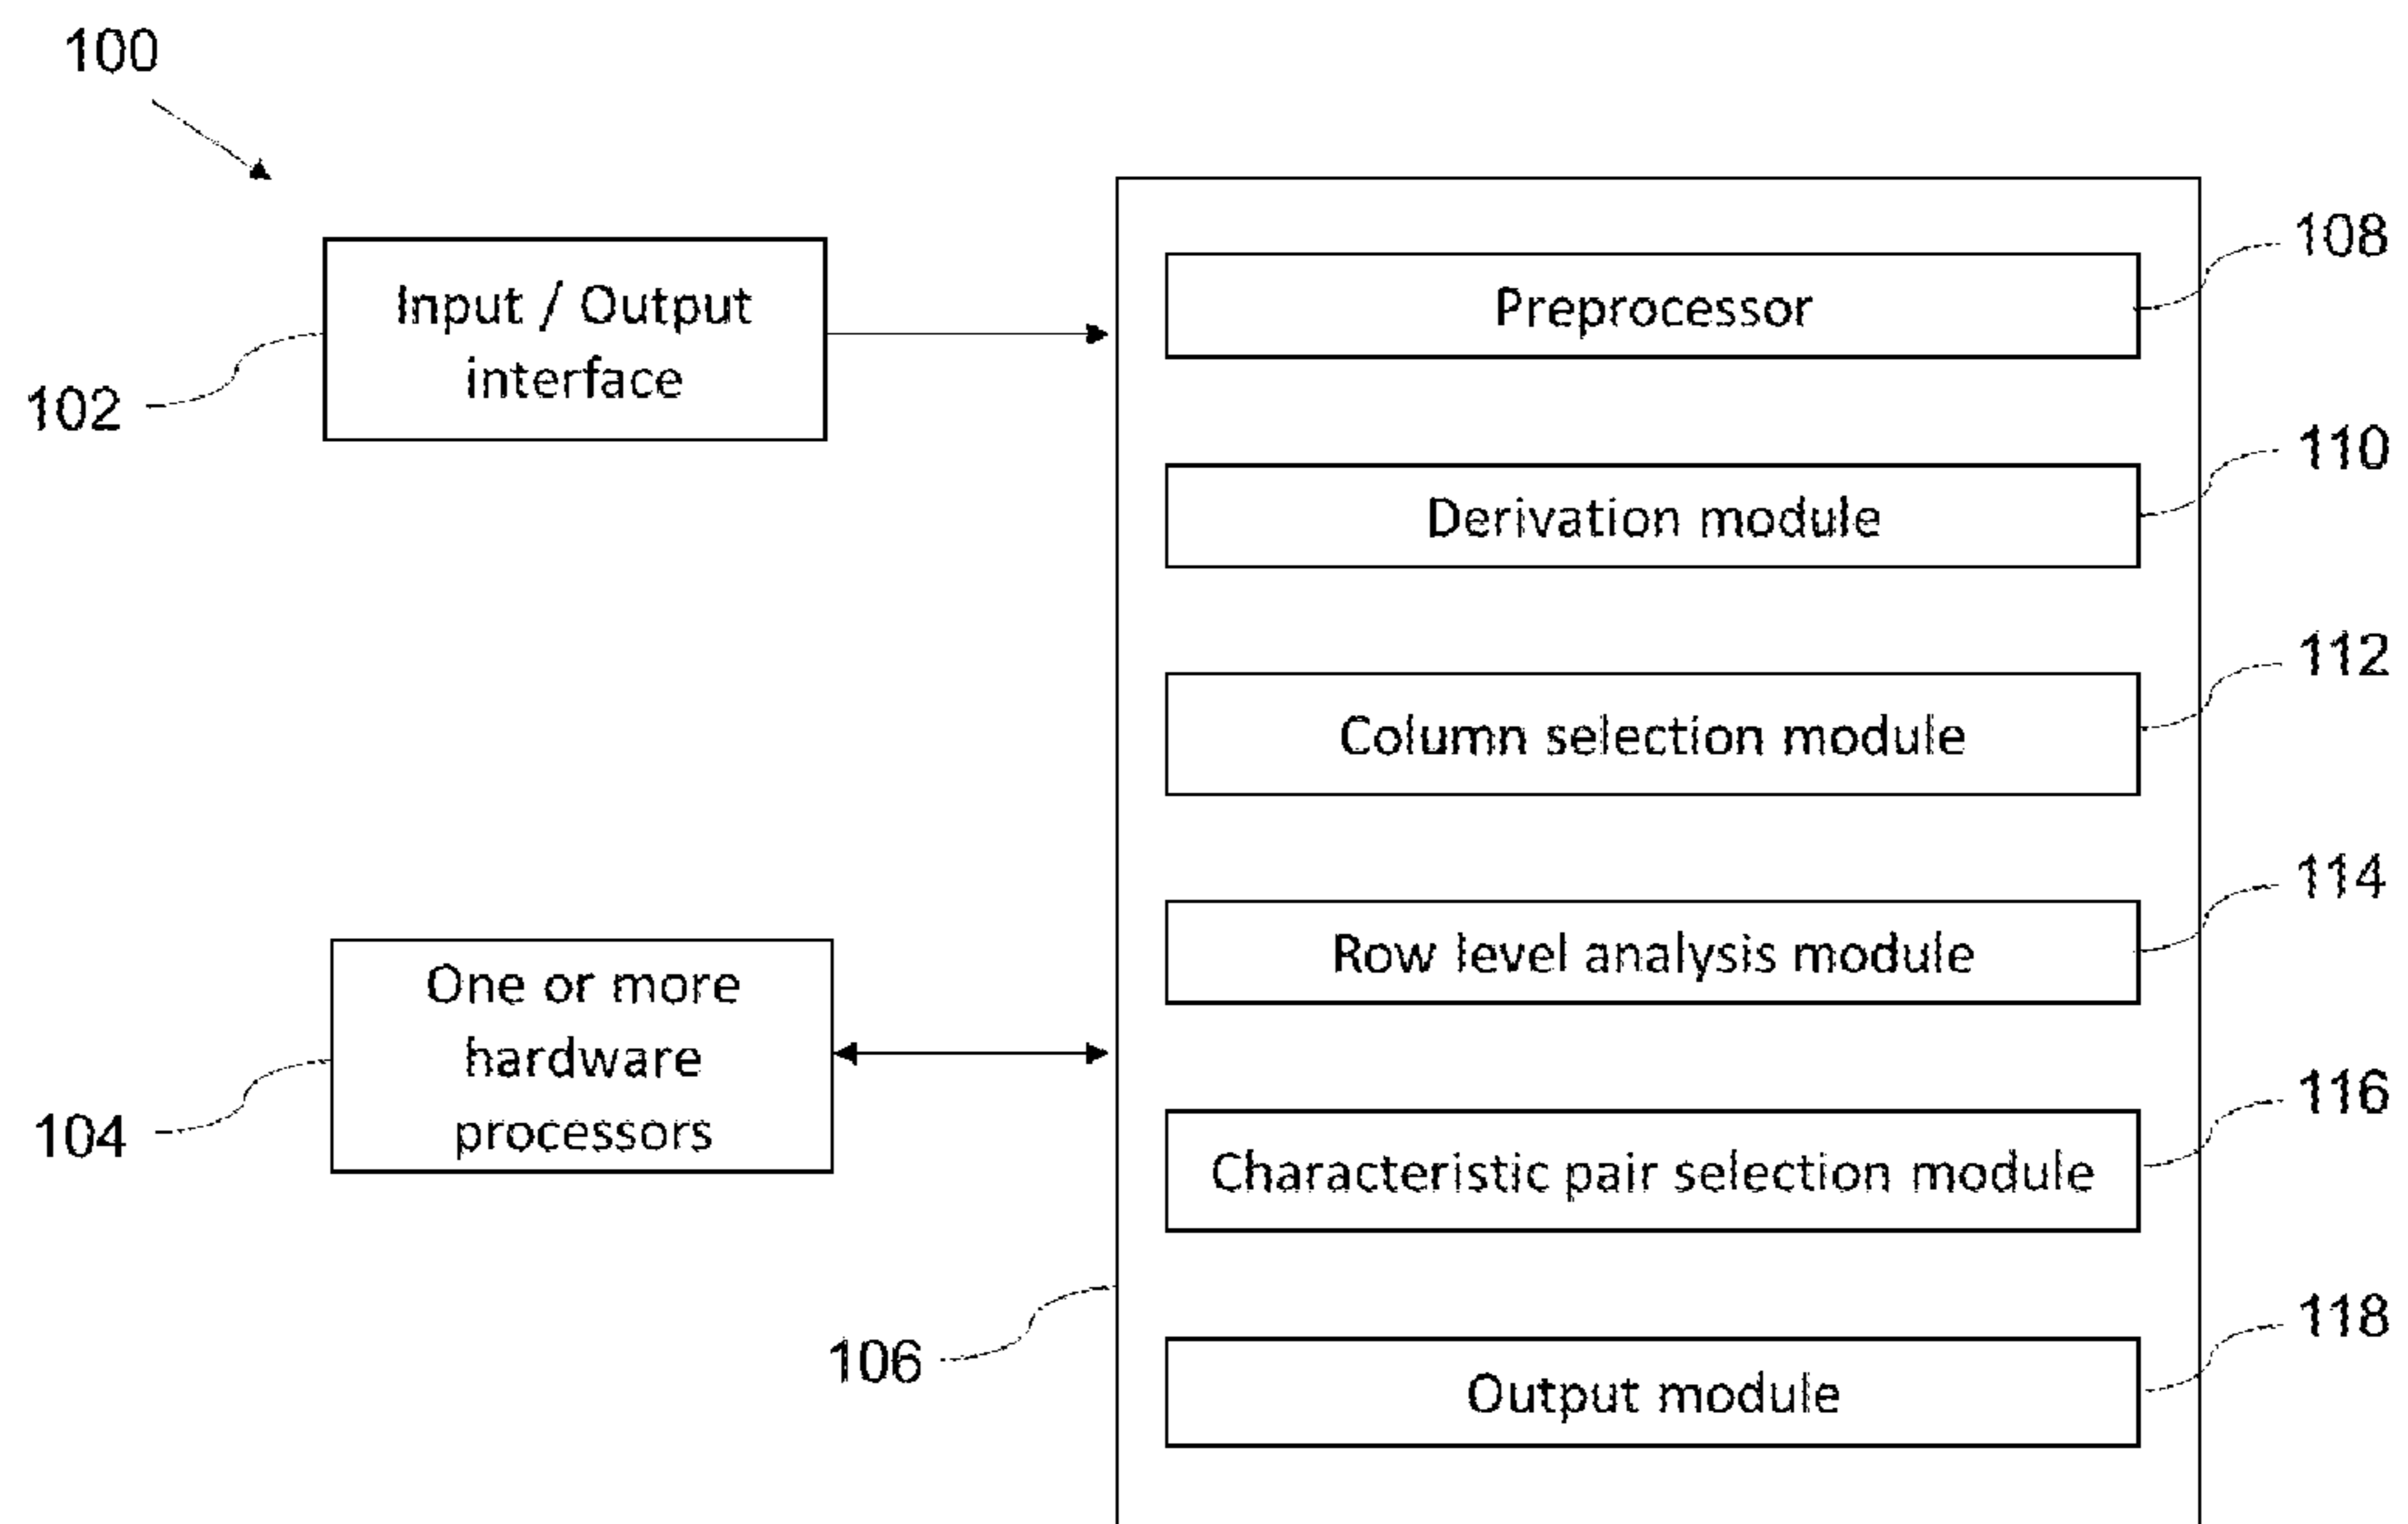 100
Input / Output
interface
102
One or more
hardware
processors
104
106
Preprocessor
108
Derivation module
110
Column selection module
112
Row level analysis module
114
Characteristic pair selection module
116
Output module
118